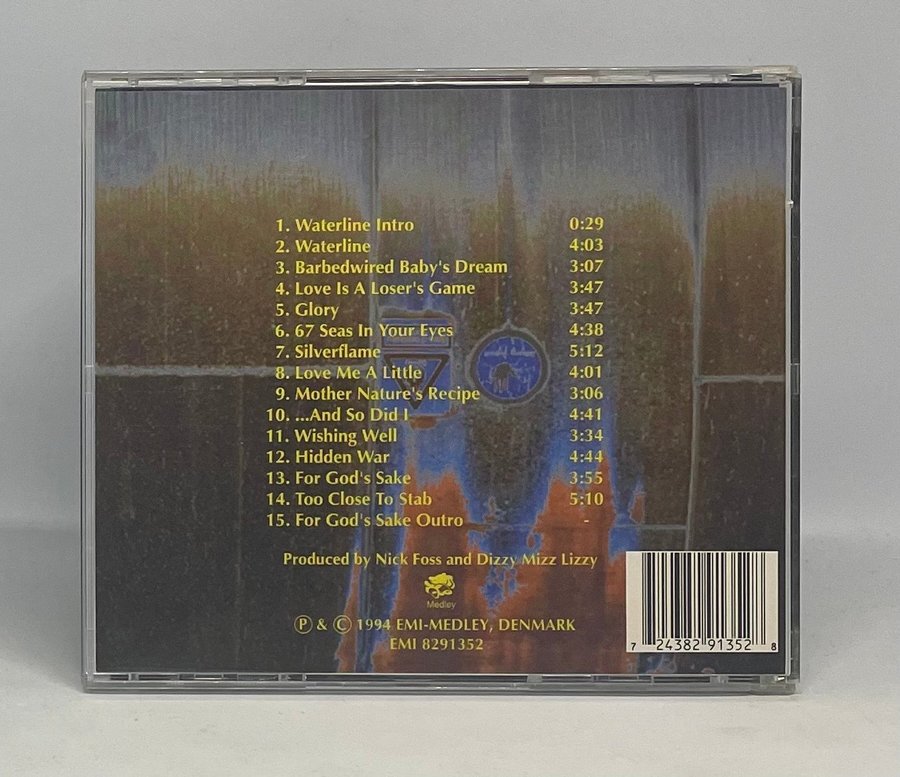 1. Waterline Intro 0:29
2. Waterline 4:03
3. Barbedwired Baby's Dream 3:07
4. Love Is A Loser's Game 3:47
5. Glory 3:47
6. 67 Seas In Your Eyes 4:38
7. Silverflame 5:12
8. Love Me A Little 4:01
9. Mother Nature's Recipe 3:06
10. ...And So Did I 4:41
11. Wishing Well 3:34
12. Hidden War 4:44
13. For God's Sake 3:55
14. Too Close To Stab 5:10
15. For God's Sake Outro -
Produced by Nick Foss and Dizzy Mizz Lizzy
Medley
Ⓟ & © 1994 EMI-MEDLEY, DENMARK
EMI 8291352
7 24382 91352 8